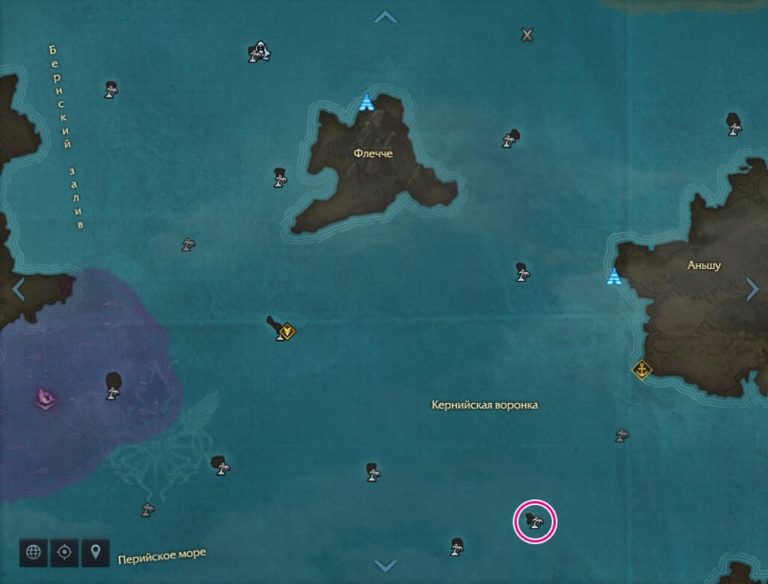 Бернский залив
Флечче
Аньшу
Кернийская воронка
Перийское море